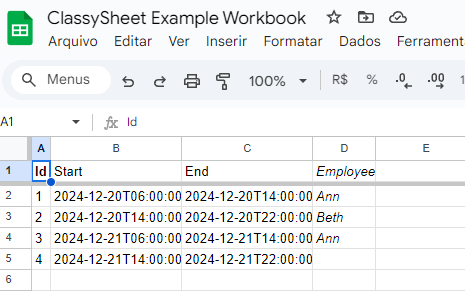 ClassySheet Example Workbook
Arquivo Editar Ver Inserir Formatar Dados Ferrament
Menus 100% R$ % .0 .00
A1 fx Id
A B C D E
1 Id Start End Employee
2 1 2024-12-20T06:00:00 2024-12-20T14:00:00 Ann
3 2 2024-12-20T14:00:00 2024-12-20T22:00:00 Beth
4 3 2024-12-21T06:00:00 2024-12-21T14:00:00 Ann
5 4 2024-12-21T14:00:00 2024-12-21T22:00:00
6